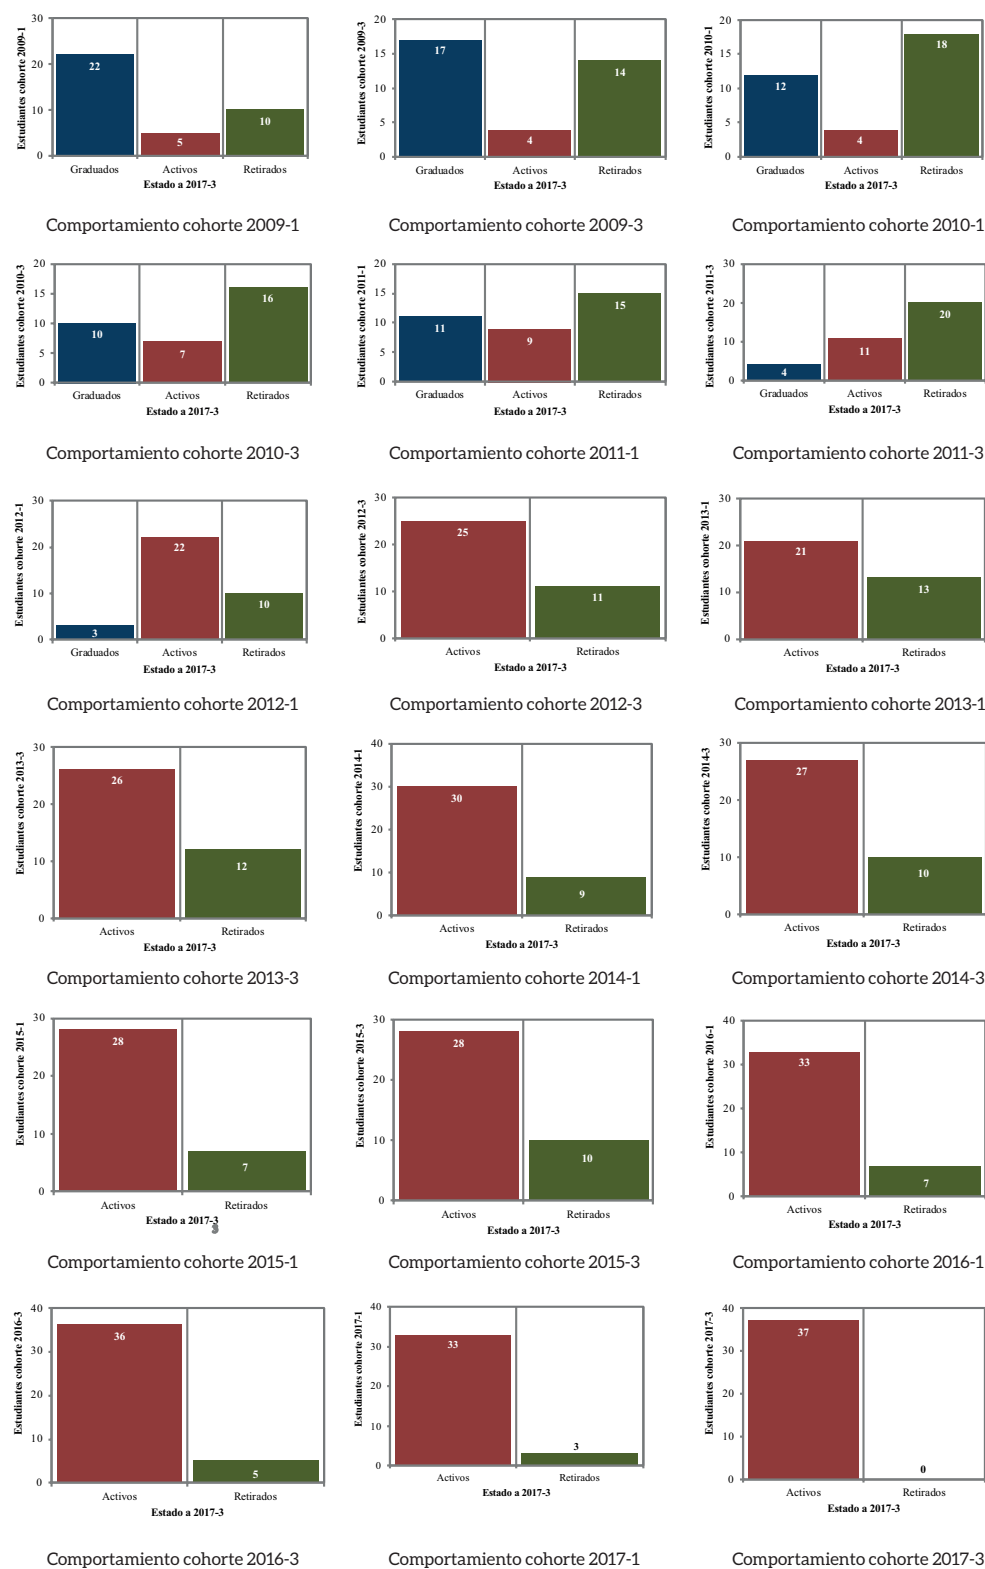 Estudiantes cohorte 2009-1
30
20
10
0
22
5
10
Graduados Activos Retirados
Estado a 2017-3
Comportamiento cohorte 2009-1
Estudiantes cohorte 2009-3
20
15
10
5
0
17
4
14
Graduados Activos Retirados
Estado a 2017-3
Comportamiento cohorte 2009-3
Estudiantes cohorte 2010-1
20
15
10
5
0
12
4
18
Graduados Activos Retirados
Estado a 2017-3
Comportamiento cohorte 2010-1
Estudiantes cohorte 2010-3
20
15
10
5
0
10
7
16
Graduados Activos Retirados
Estado a 2017-3
Comportamiento cohorte 2010-3
Estudiantes cohorte 2011-1
20
15
10
5
0
11
9
15
Graduados Activos Retirados
Estado a 2017-3
Comportamiento cohorte 2011-1
Estudiantes cohorte 2011-3
30
20
10
0
4
11
20
Graduados Activos Retirados
Estado a 2017-3
Comportamiento cohorte 2011-3
Estudiantes cohorte 2012-1
30
20
10
0
3
22
10
Graduados Activos Retirados
Estado a 2017-3
Comportamiento cohorte 2012-1
Estudiantes cohorte 2012-3
30
20
10
0
25
11
Activos Retirados
Estado a 2017-3
Comportamiento cohorte 2012-3
Estudiantes cohorte 2013-1
30
20
10
0
21
13
Activos Retirados
Estado a 2017-3
Comportamiento cohorte 2013-1
Estudiantes cohorte 2013-3
30
20
10
0
26
12
Activos Retirados
Estado a 2017-3
Comportamiento cohorte 2013-3
Estudiantes cohorte 2014-1
40
30
20
10
0
30
9
Activos Retirados
Estado a 2017-3
Comportamiento cohorte 2014-1
Estudiantes cohorte 2014-3
30
20
10
0
27
10
Activos Retirados
Estado a 2017-3
Comportamiento cohorte 2014-3
Estudiantes cohorte 2015-1
30
20
10
0
28
7
Activos Retirados
Estado a 2017-3
3
Comportamiento cohorte 2015-1
Estudiantes cohorte 2015-3
30
20
10
0
28
10
Activos Retirados
Estado a 2017-3
Comportamiento cohorte 2015-3
Estudiantes cohorte 2016-1
40
30
20
10
0
33
7
Activos Retirados
Estado a 2017-3
Comportamiento cohorte 2016-1
Estudiantes cohorte 2016-3
40
30
20
10
0
36
5
Activos Retirados
Estado a 2017-3
Comportamiento cohorte 2016-3
Estudiantes cohorte 2017-1
40
30
20
10
0
33
3
Activos Retirados
Estado a 2017-3
Comportamiento cohorte 2017-1
Estudiantes cohorte 2017-3
40
30
20
10
0
37
0
Activos Retirados
Estado a 2017-3
Comportamiento cohorte 2017-3